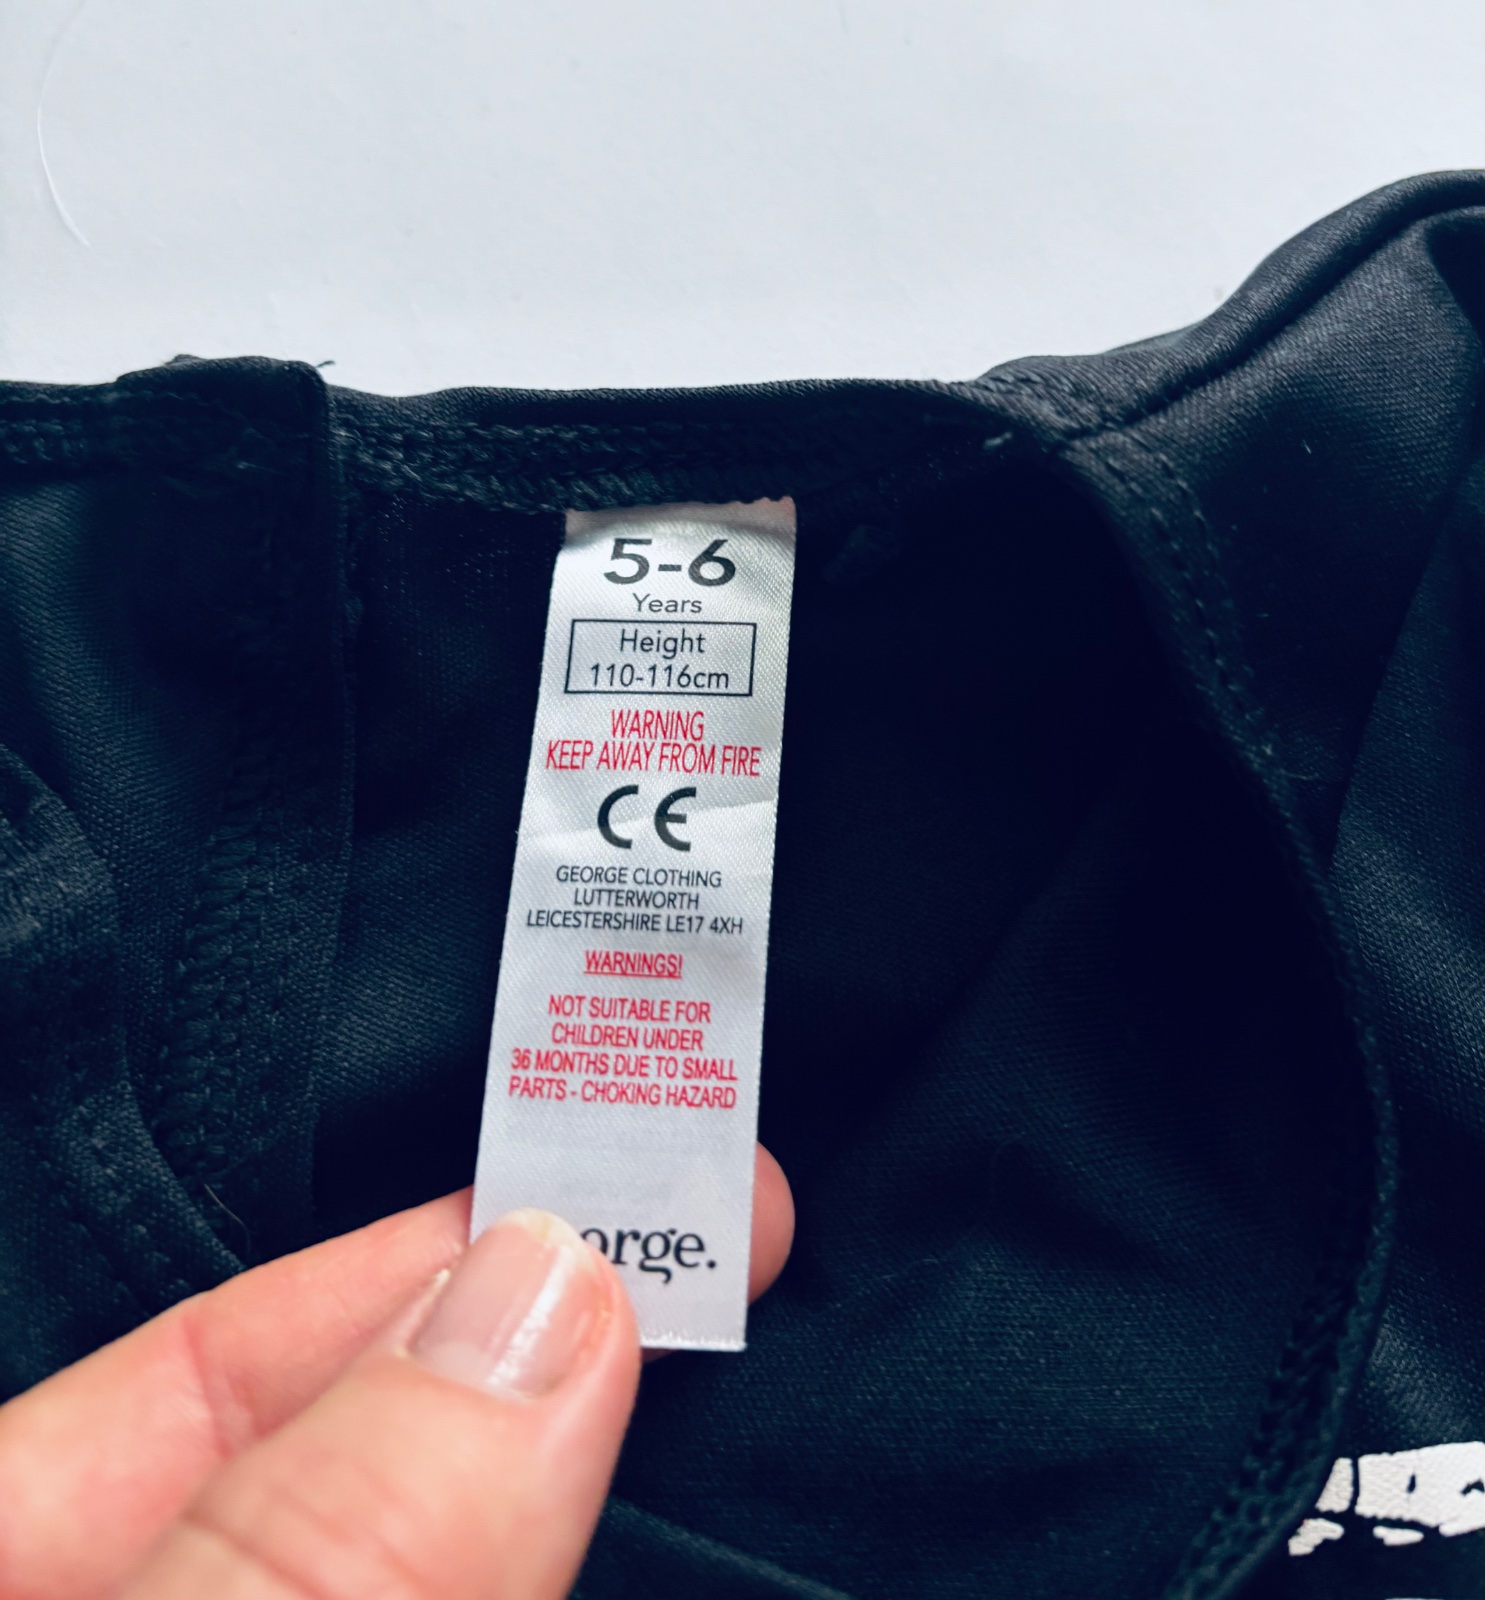 5-6
Years
Height
110-116cm
WARNING
KEEP AWAY FROM FIRE
CE
GEORGE CLOTHING
LUTTERWORTH
LEICESTERSHIRE LE17 4XH
WARNINGS!
NOT SUITABLE FOR
CHILDREN UNDER
36 MONTHS DUE TO SMALL
PARTS - CHOKING HAZARD
orge.